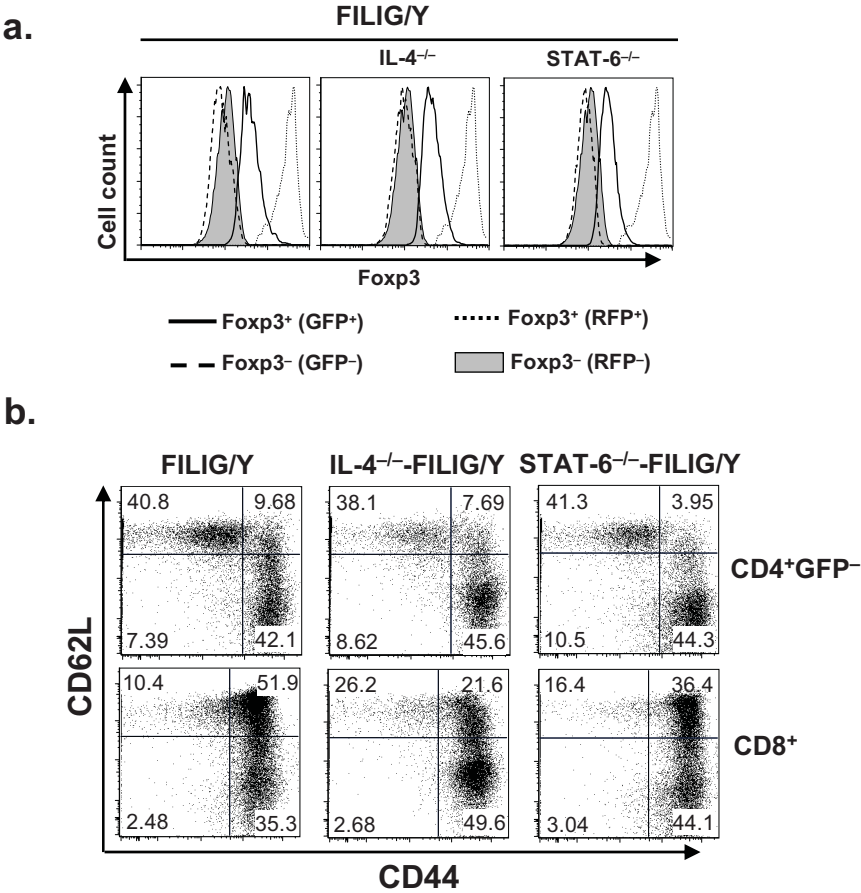 a.
FILIG/Y
IL-4–/–
STAT-6–/–
Cell count
Foxp3
Foxp3+ (GFP+)
Foxp3+ (RFP+)
Foxp3– (GFP–)
Foxp3– (RFP–)
b.
FILIG/Y
IL-4–/–-FILIG/Y
STAT-6–/–-FILIG/Y
40.8
9.68
38.1
7.69
41.3
3.95
CD4+GFP–
7.39
42.1
8.62
45.6
10.5
44.3
CD62L
10.4
51.9
26.2
21.6
16.4
36.4
CD8+
2.48
35.3
2.68
49.6
3.04
44.1
CD44